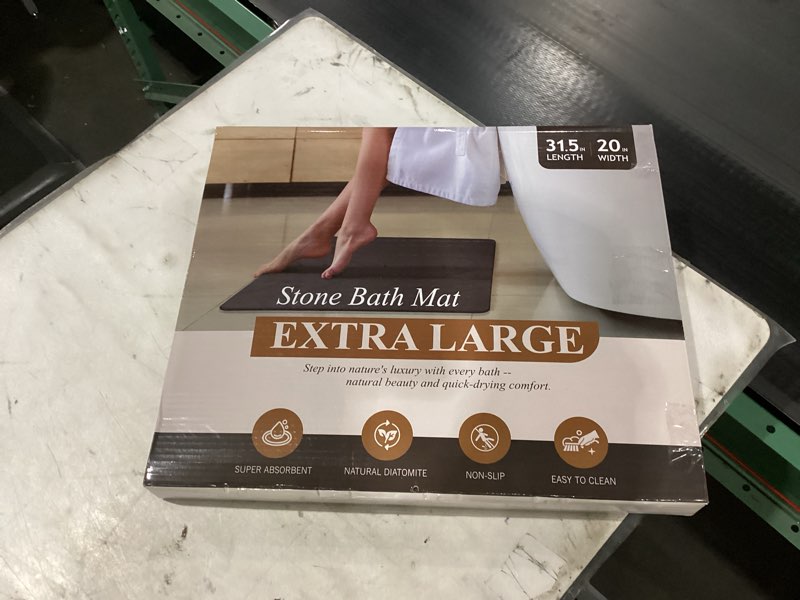 31.5 IN LENGTH
20 IN WIDTH
Stone Bath Mat
EXTRA LARGE
Step into nature's luxury with every bath --
natural beauty and quick-drying comfort.
SUPER ABSORBENT
NATURAL DIATOMITE
NON-SLIP
EASY TO CLEAN